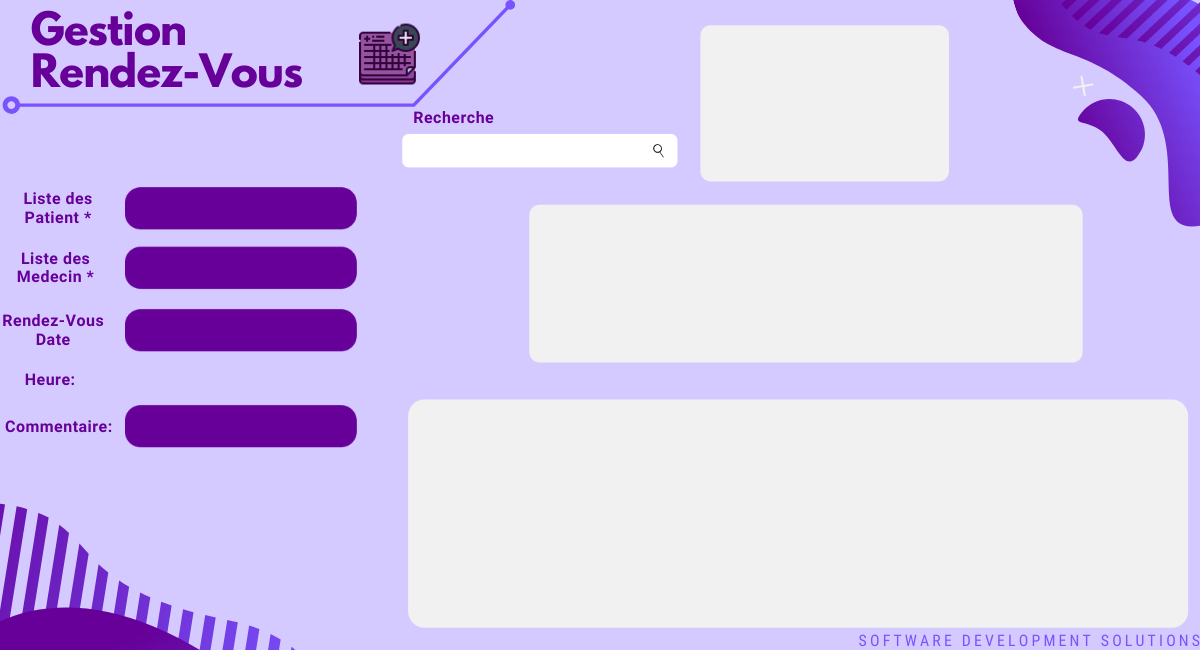 Gestion
Rendez-Vous
Recherche
Liste des
Patient *
Liste des
Medecin *
Rendez-Vous
Date
Heure:
Commentaire:
SOFTWARE DEVELOPMENT SOLUTIONS